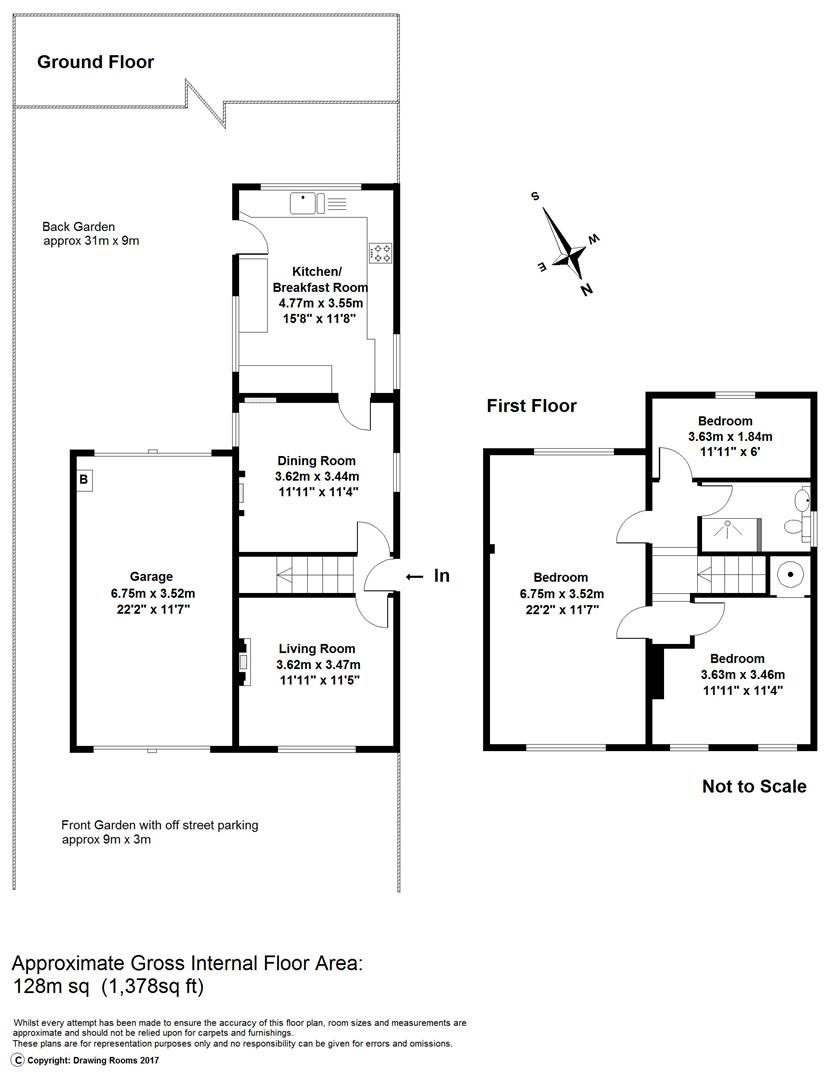 Ground Floor
Back Garden
approx 31m x 9m
Kitchen/
Breakfast Room
4.77m x 3.55m
15'8" x 11'8"
S
W
E
N
Dining Room
3.62m x 3.44m
11'11" x 11'4"
B
Garage
6.75m x 3.52m
22'2" x 11'7"
In
Living Room
3.62m x 3.47m
11'11" x 11'5"
Front Garden with off street parking
approx 9m x 3m
First Floor
Bedroom
3.63m x 1.84m
11'11" x 6'
Bedroom
6.75m x 3.52m
22'2" x 11'7"
Bedroom
3.63m x 3.46m
11'11" x 11'4"
Not to Scale
Approximate Gross Internal Floor Area:
128m sq (1,378sq ft)
Whilst every attempt has been made to ensure the accuracy of this floor plan, room sizes and measurements are
approximate and should not be relied upon for carpets and furnishings.
These plans are for representation purposes only and no responsibility can be given for errors and omissions.
C Copyright: Drawing Rooms 2017